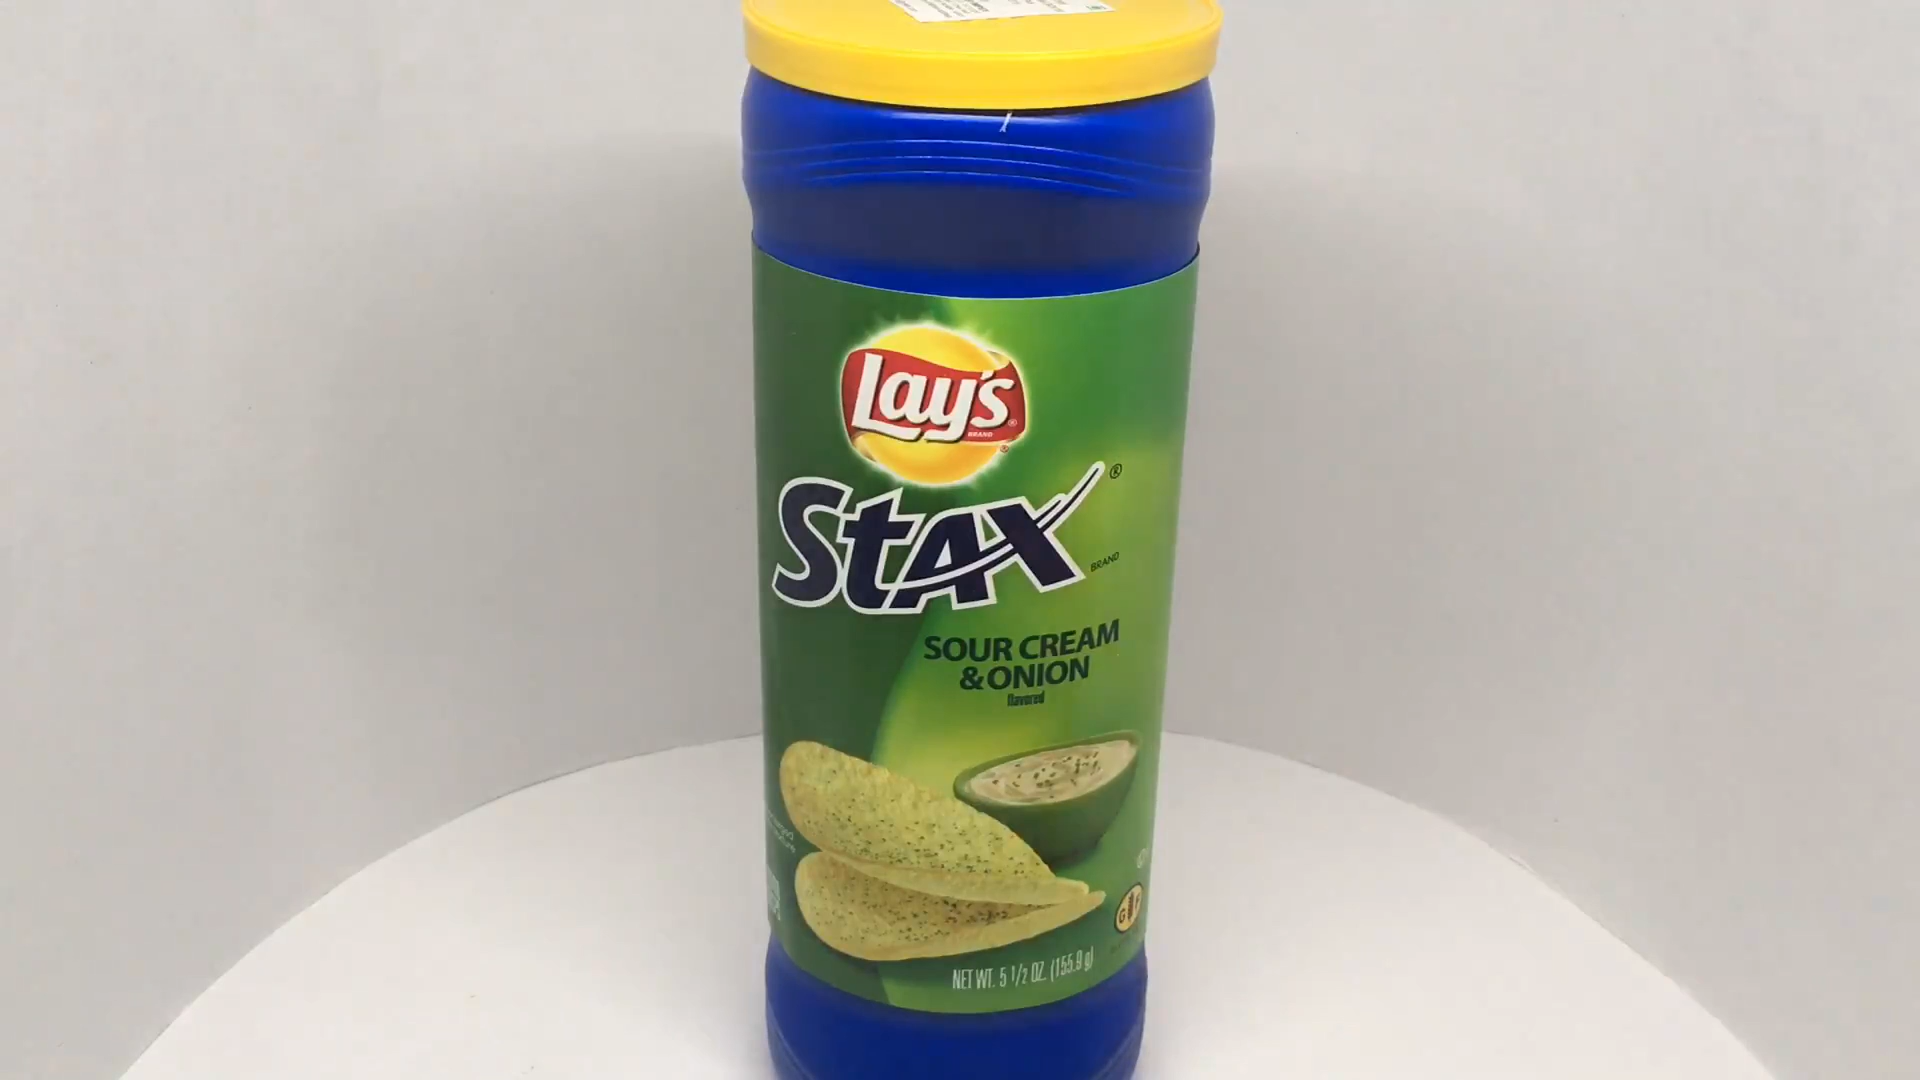 Lay's
BRAND
Stax
BRAND
SOUR CREAM
& ONION
flavored
G F
NET WT. 5 1/2 OZ. (155.9 g)